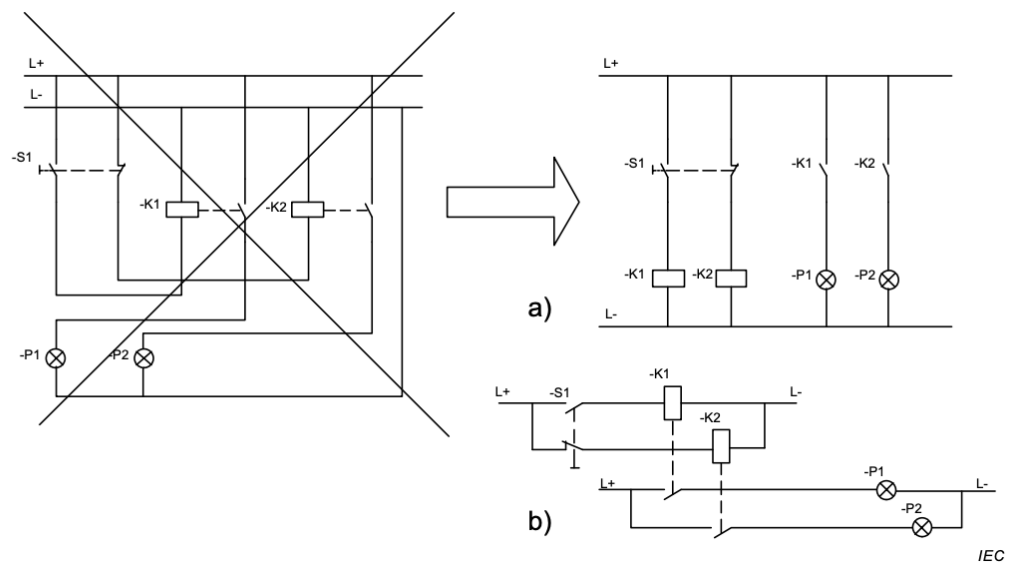 L+
L-
-S1
-K1
-K2
-P1
-P2
L+
-S1
-K1
-K2
-K1
-K2
-P1
-P2
a)
L-
-K1
L+
-S1
L-
-K2
-P1
L+
L-
-P2
b)
IEC